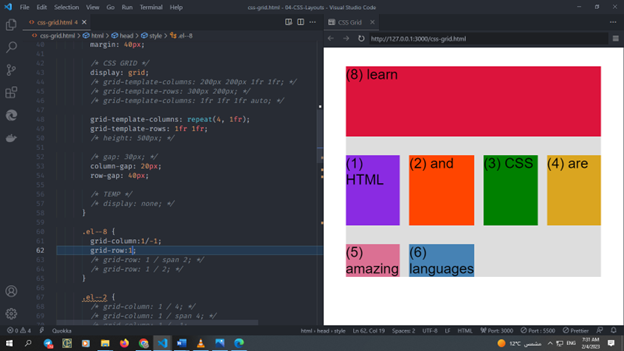 File Edit Selection View Go Run Terminal Help
css-grid.html - 04-CSS-Layouts - Visual Studio Code
css-grid.html 4
css-grid.html > html > head > style > .el--8
40 margin: 40px;
41
42 /* CSS GRID */
43 display: grid;
44 /* grid-template-columns: 200px 200px 1fr 1fr; */
45 /* grid-template-rows: 300px 200px; */
46 /* grid-template-columns: 1fr 1fr 1fr auto; */
47
48 grid-template-columns: repeat(4, 1fr);
49 grid-template-rows: 1fr 1fr;
50 /* height: 500px; */
51
52 /* gap: 30px; */
53 column-gap: 20px;
54 row-gap: 40px;
55
56 /* TEMP */
57 /* display: none; */
58 }
59
60 .el--8 {
61 grid-column:1/-1;
62 grid-row:1;
63 /* grid-row: 1 / span 2; */
64 /* grid-row: 1 / 2; */
65 }
66
67 .el--2 {
68 /* grid-column: 1 / 4; */
/* grid-column: 1 / span 4; */
CSS Grid
http://127.0.0.1:3000/css-grid.html
(8) learn
(1) HTML
(2) and
(3) CSS
(4) are
(5) amazing
(6) languages
0 4 Quokka
html > head > style
Ln 62, Col 19
Spaces: 2
UTF-8
LF
HTML
Port: 3000
Port : 5500
Prettier
12°C مشمس
ENG
7:01 AM
2/4/2023